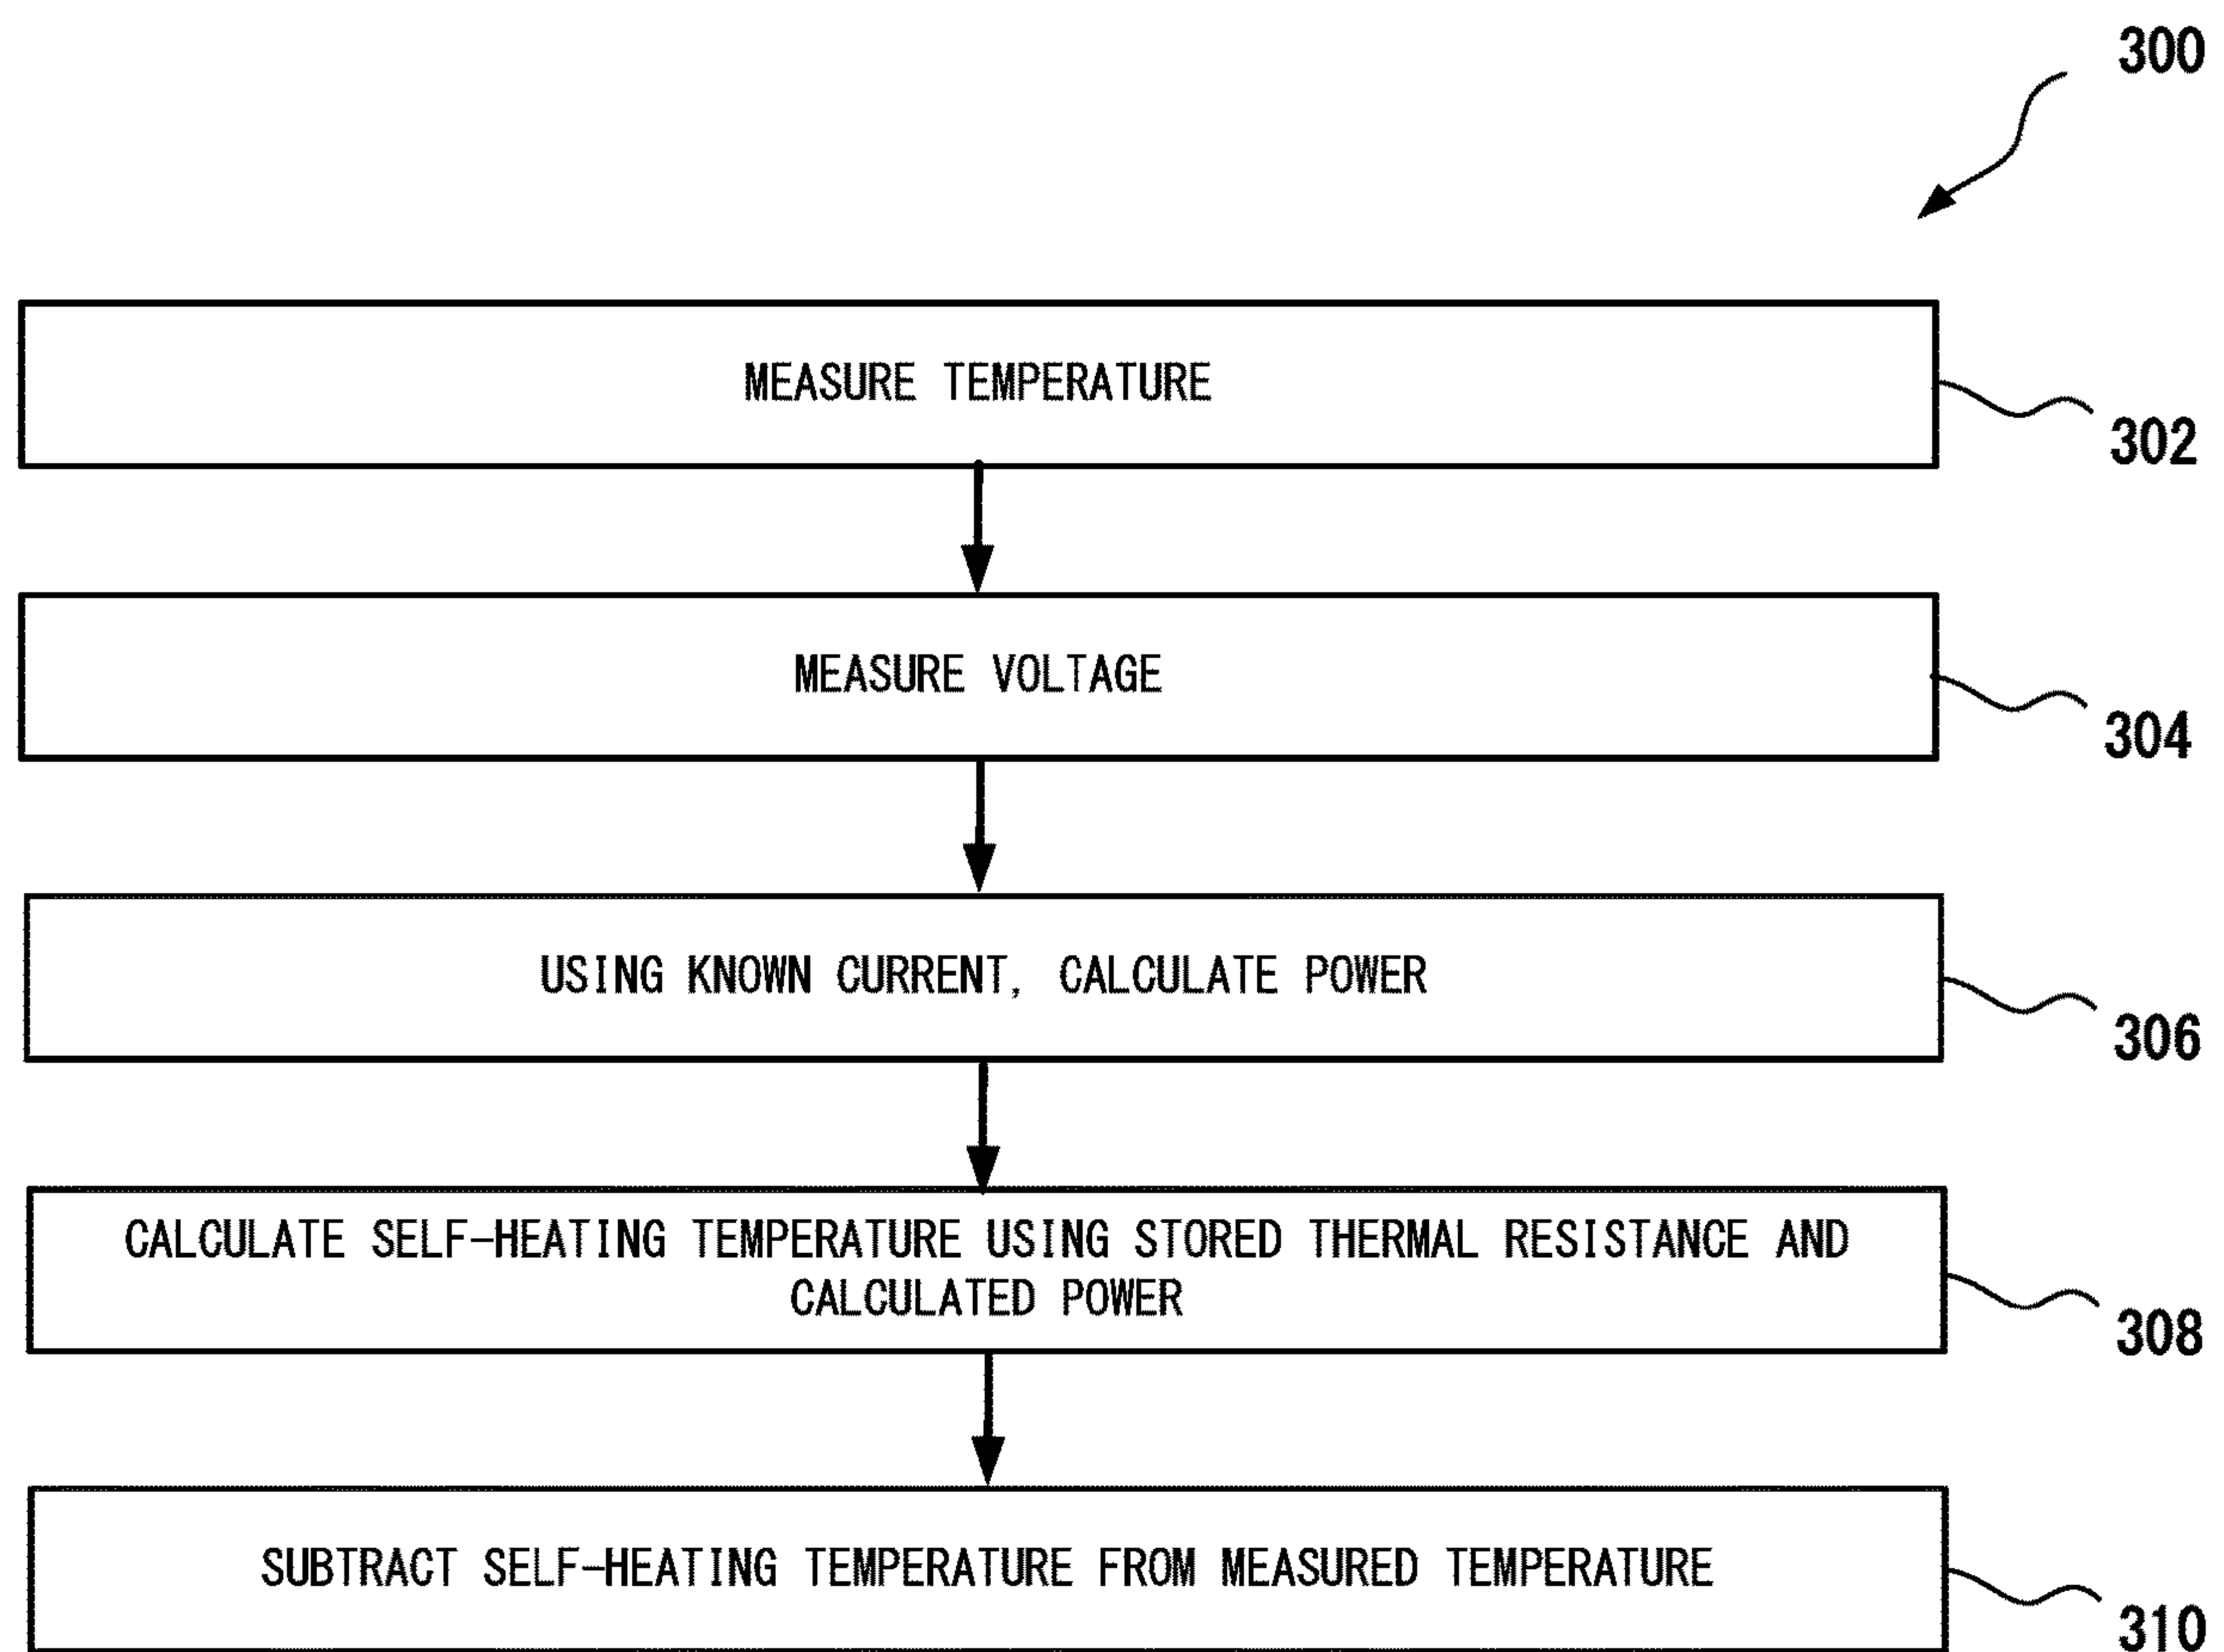 300
MEASURE TEMPERATURE
302
MEASURE VOLTAGE
304
USING KNOWN CURRENT, CALCULATE POWER
306
CALCULATE SELF-HEATING TEMPERATURE USING STORED THERMAL RESISTANCE AND
CALCULATED POWER
308
SUBTRACT SELF-HEATING TEMPERATURE FROM MEASURED TEMPERATURE
310